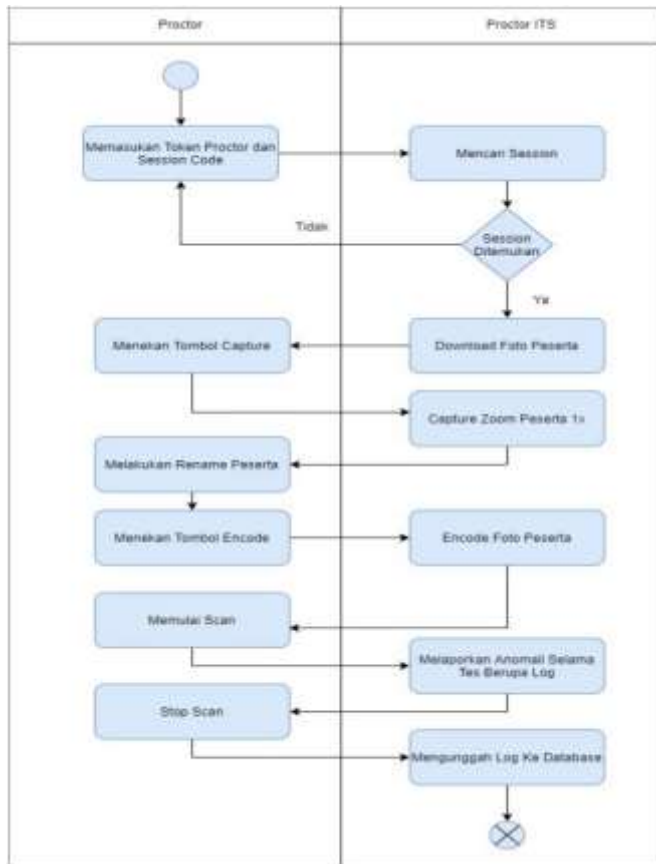 Proctor
Proctor ITS
Memasukan Token Proctor dan
Session Code
Mencari Session
Tidak
Session
Ditemukan
Ya
Menekan Tombol Capture
Download Foto Peserta
Capture Zoom Peserta 1x
Melakukan Rename Peserta
Menekan Tombol Encode
Encode Foto Peserta
Memulai Scan
Melaporkan Anomali Selama
Tes Berupa Log
Stop Scan
Mengunggah Log Ke Database